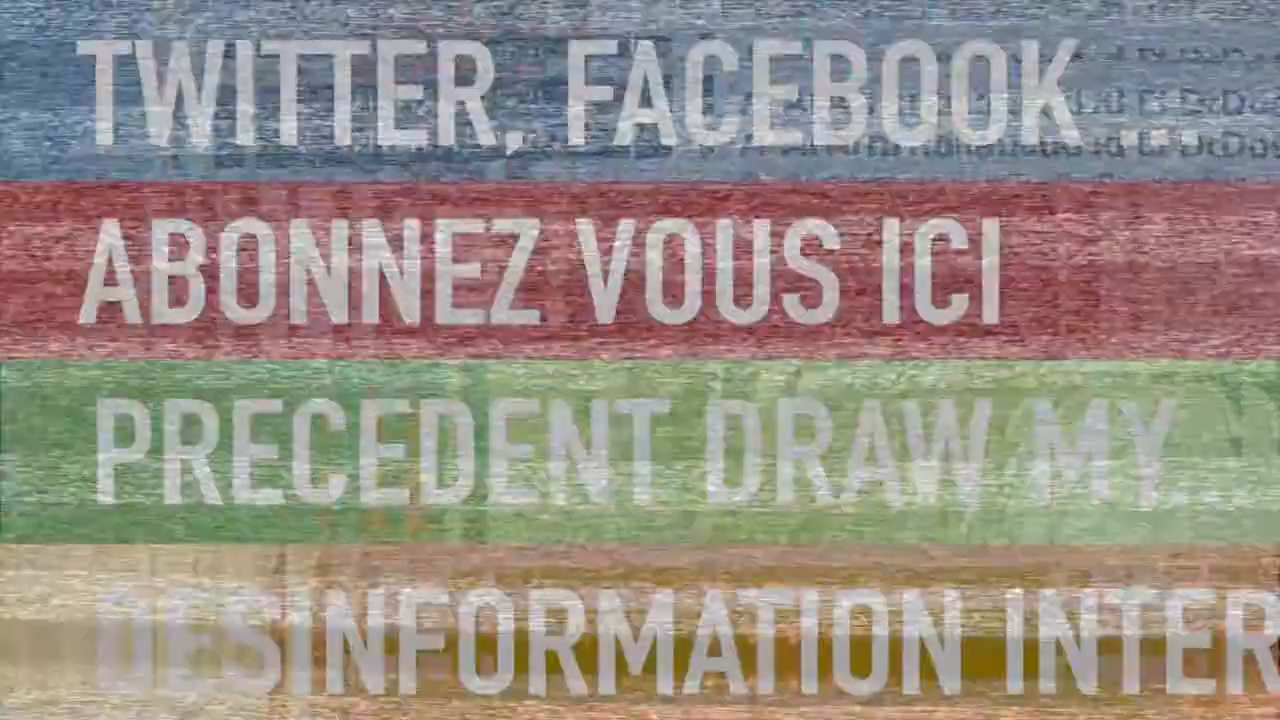 TWITTER, FACEBOOK ...
ABONNEZ VOUS ICI
PRECEDENT DRAW MY...
DESINFORMATION INTER